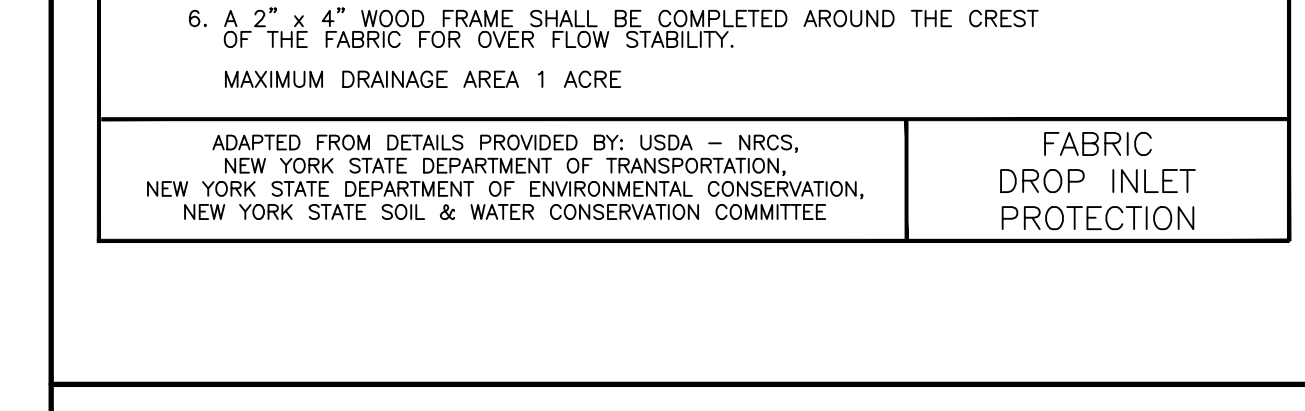 6. A 2” x 4” WOOD FRAME SHALL BE COMPLETED AROUND THE CREST
OF THE FABRIC FOR OVER FLOW STABILITY.
MAXIMUM DRAINAGE AREA 1 ACRE
ADAPTED FROM DETAILS PROVIDED BY: USDA – NRCS,
NEW YORK STATE DEPARTMENT OF TRANSPORTATION,
NEW YORK STATE DEPARTMENT OF ENVIRONMENTAL CONSERVATION,
NEW YORK STATE SOIL & WATER CONSERVATION COMMITTEE
FABRIC
DROP INLET
PROTECTION